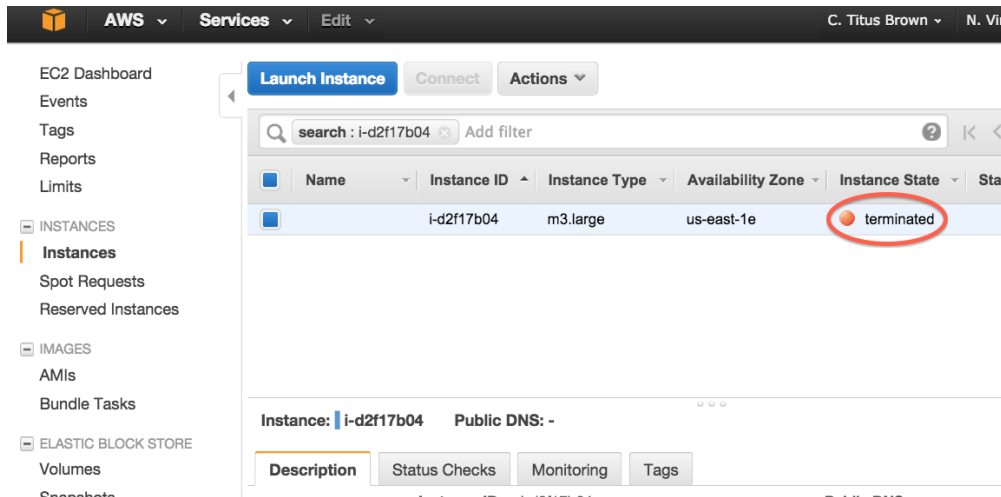 AWS Services Edit C. Titus Brown N. Vi
EC2 Dashboard
Events
Tags
Reports
Limits
INSTANCES
Instances
Spot Requests
Reserved Instances
IMAGES
AMIs
Bundle Tasks
ELASTIC BLOCK STORE
Volumes
Snapshots
Launch Instance Connect Actions
search : i-d2f17b04 Add filter
Name Instance ID Instance Type Availability Zone Instance State Sta
i-d2f17b04 m3.large us-east-1e terminated
Instance: i-d2f17b04 Public DNS: -
Description Status Checks Monitoring Tags